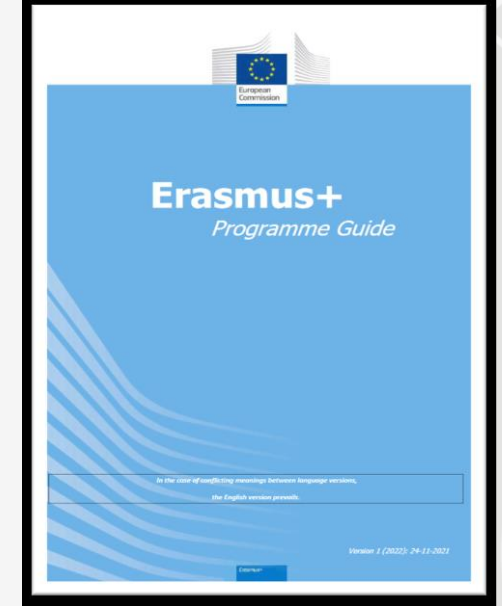 European
Commission
Erasmus+
Programme Guide
In the case of conflicting meanings between language versions,
the English version prevails.
Version 1 (2022): 24-11-2021
Erasmus+